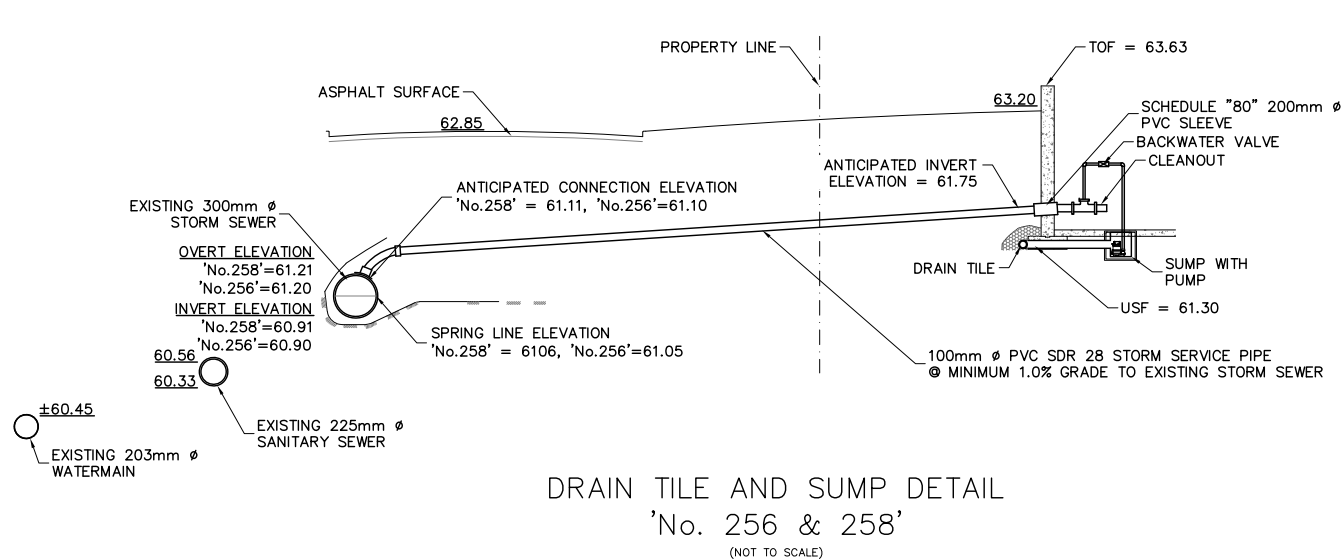 PROPERTY LINE
TOF = 63.63
ASPHALT SURFACE
62.85
63.20
SCHEDULE "80" 200mm ø
PVC SLEEVE
BACKWATER VALVE
CLEANOUT
ANTICIPATED INVERT
ELEVATION = 61.75
ANTICIPATED CONNECTION ELEVATION
'No.258' = 61.11, 'No.256'=61.10
EXISTING 300mm ø
STORM SEWER
OVERT ELEVATION
'No.258'=61.21
'No.256'=61.20
INVERT ELEVATION
'No.258'=60.91
'No.256'=60.90
DRAIN TILE
SUMP WITH
PUMP
USF = 61.30
SPRING LINE ELEVATION
'No.258' = 6106, 'No.256'=61.05
100mm ø PVC SDR 28 STORM SERVICE PIPE
@ MINIMUM 1.0% GRADE TO EXISTING STORM SEWER
60.56
60.33
EXISTING 225mm ø
SANITARY SEWER
±60.45
EXISTING 203mm ø
WATERMAIN
DRAIN TILE AND SUMP DETAIL
'No. 256 & 258'
(NOT TO SCALE)